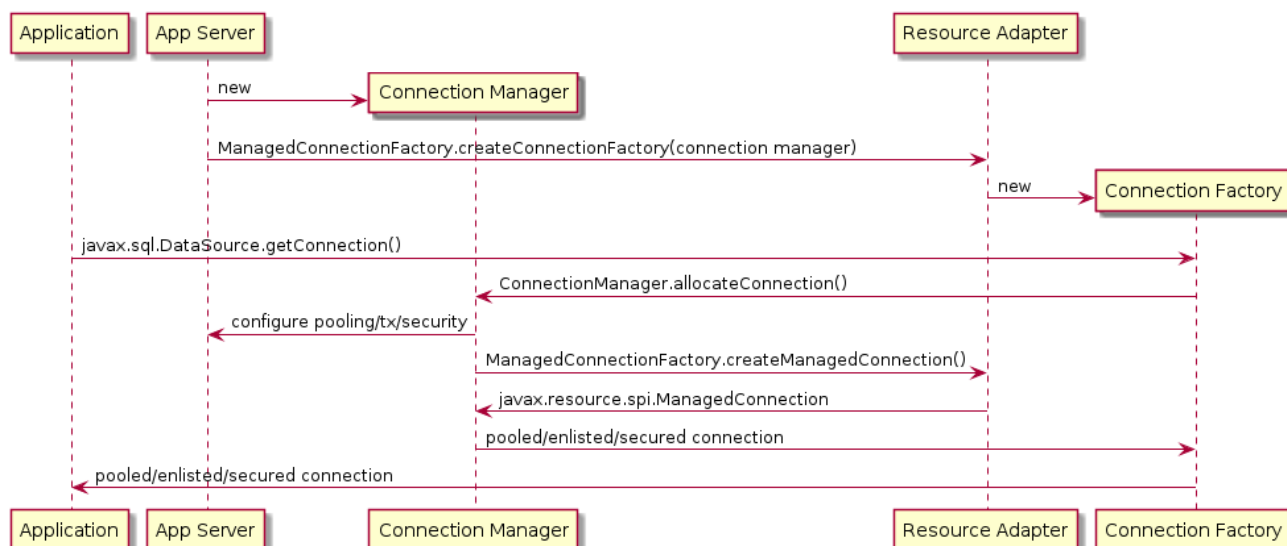 Application
App Server
Resource Adapter
new
Connection Manager
ManagedConnectionFactory.createConnectionFactory(connection manager)
new
Connection Factory
javax.sql.DataSource.getConnection()
ConnectionManager.allocateConnection()
configure pooling/tx/security
ManagedConnectionFactory.createManagedConnection()
javax.resource.spi.ManagedConnection
pooled/enlisted/secured connection
pooled/enlisted/secured connection
Application
App Server
Connection Manager
Resource Adapter
Connection Factory